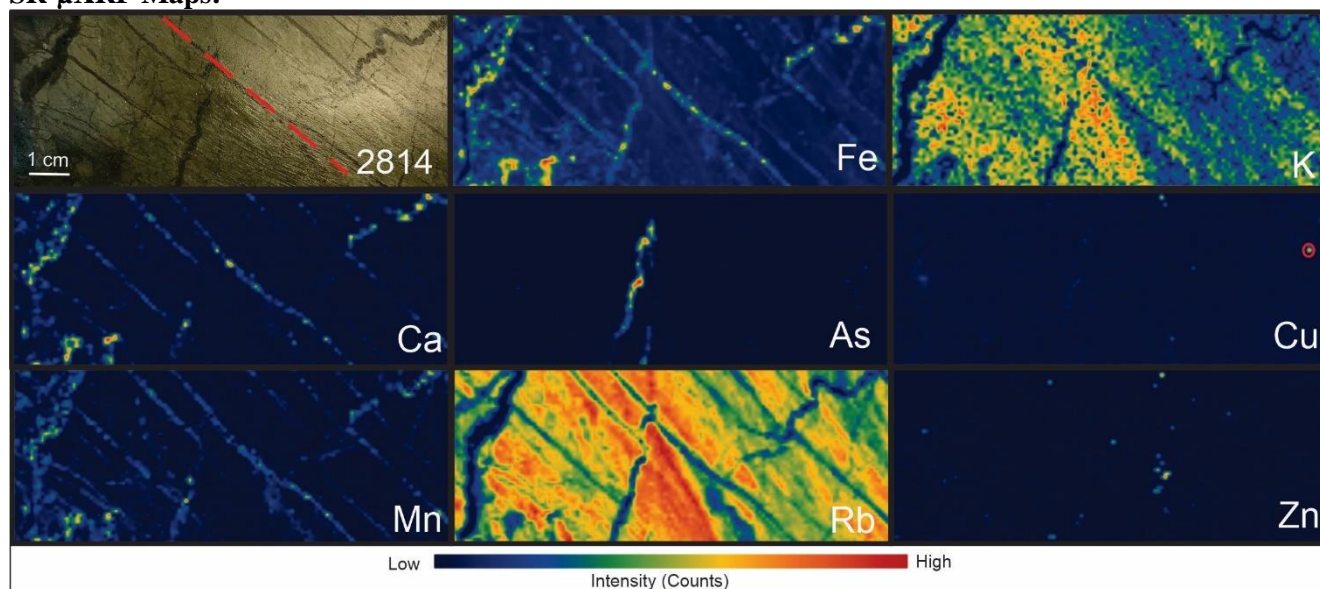 SR-µXRF Maps:
1 cm
2814
Fe
K
Ca
As
Cu
Mn
Rb
Zn
Low
High
Intensity (Counts)